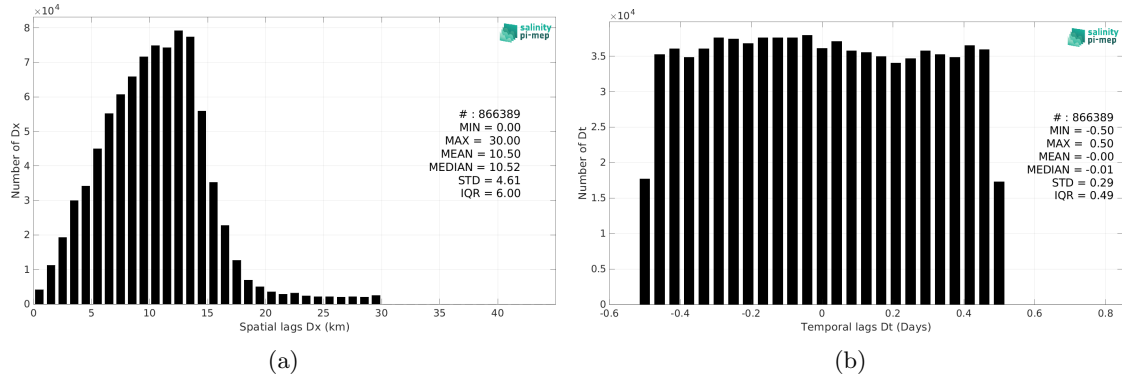 ×10⁴
8
7
6
5
4
3
2
1
0
Number of Dx
salinity
pi-mep
# : 866389
MIN = 0.00
MAX = 30.00
MEAN = 10.50
MEDIAN = 10.52
STD = 4.61
IQR = 6.00
0 5 10 15 20 25 30 35 40
Spatial lags Dx (km)
(a)
×10⁴
4
3.5
3
2.5
2
1.5
1
0.5
0
Number of Dt
salinity
pi-mep
# : 866389
MIN = -0.50
MAX = 0.50
MEAN = -0.00
MEDIAN = -0.01
STD = 0.29
IQR = 0.49
-0.6 -0.4 -0.2 0 0.2 0.4 0.6 0.8
Temporal lags Dt (Days)
(b)